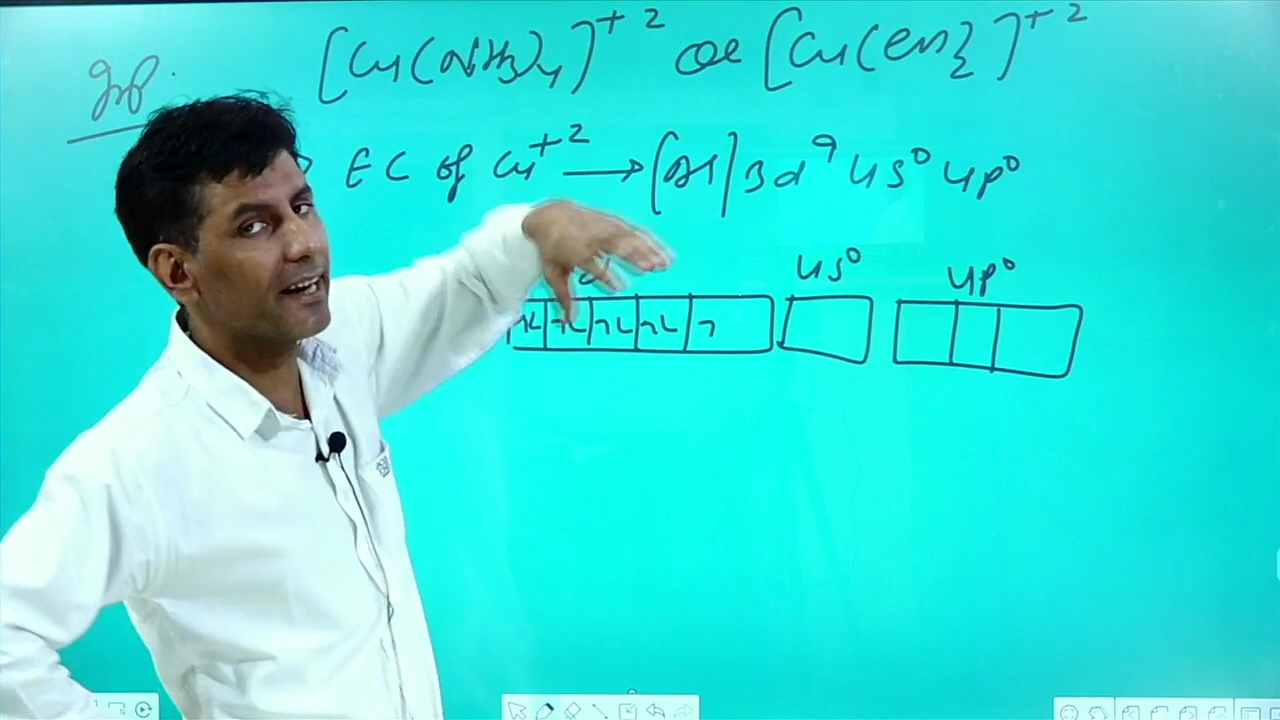 Imp.
[Cu(NH3)4]+2 or [Cu(en)2]+2
EC of Cu+2 → [Ar] 3d9 4s0 4p0
d 4s0 4p0